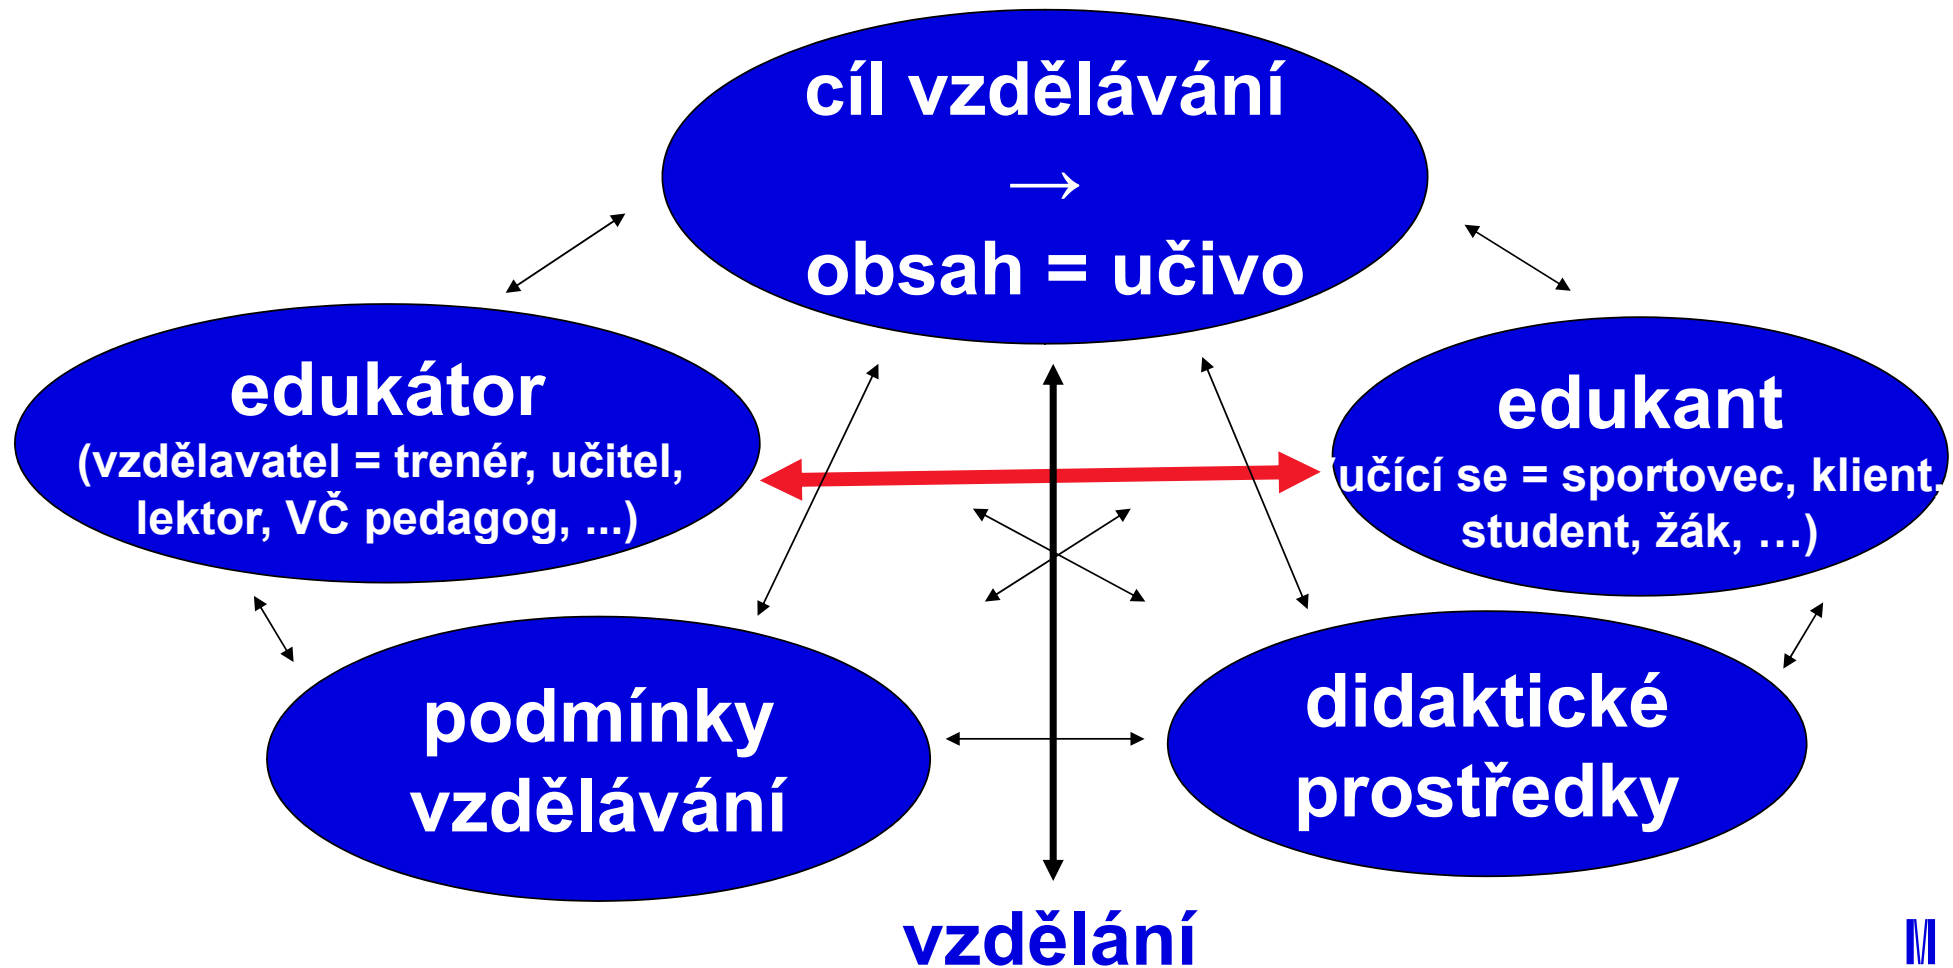 cíl vzdělávání
→
obsah = učivo
edukátor
(vzdělavatel = trenér, učitel,
lektor, VČ pedagog, ...)
edukant
(učící se = sportovec, klient,
student, žák, …)
podmínky
vzdělávání
didaktické
prostředky
vzdělání
M